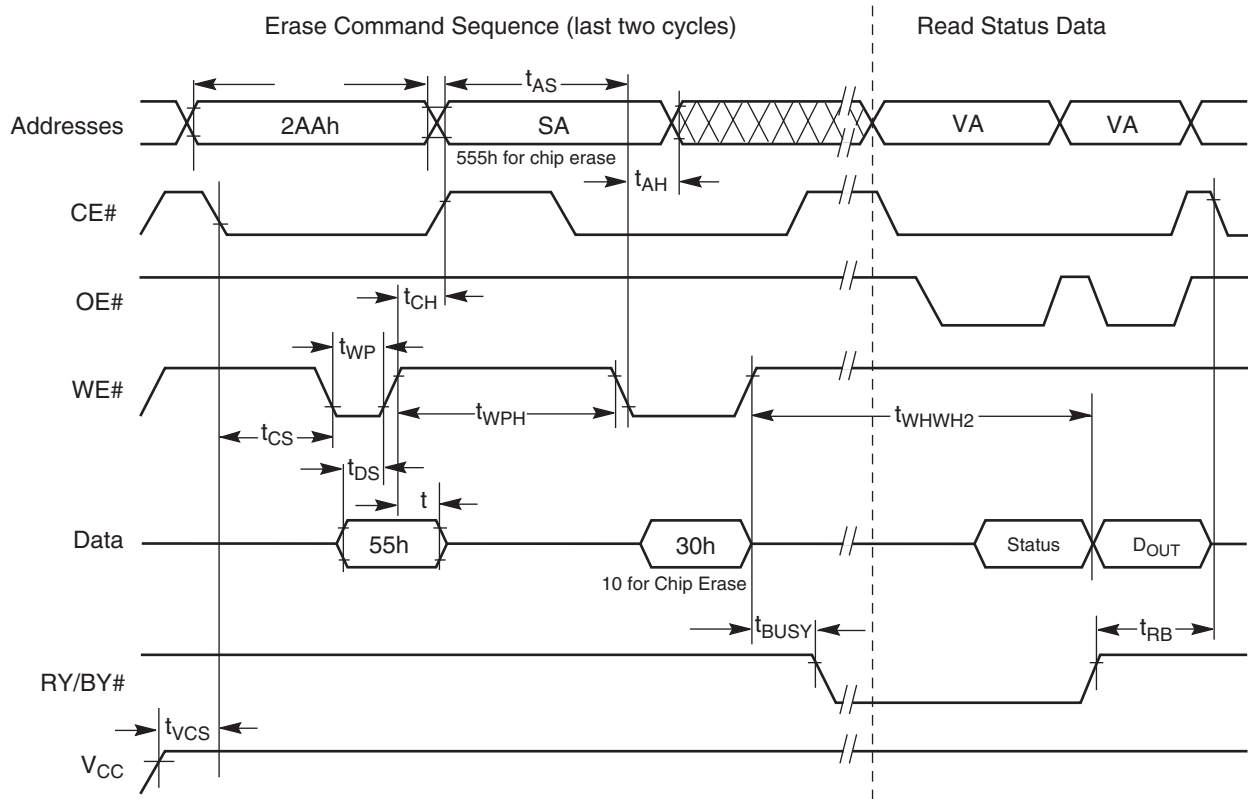 Erase Command Sequence (last two cycles)
Read Status Data
tAS
Addresses
2AAh
SA
VA
VA
555h for chip erase
tAH
CE#
OE#
tCH
tWP
WE#
tWPH
tWHWH2
tCS
tDS
t
Data
55h
30h
Status
DOUT
10 for Chip Erase
tBUSY
tRB
RY/BY#
tVCS
VCC